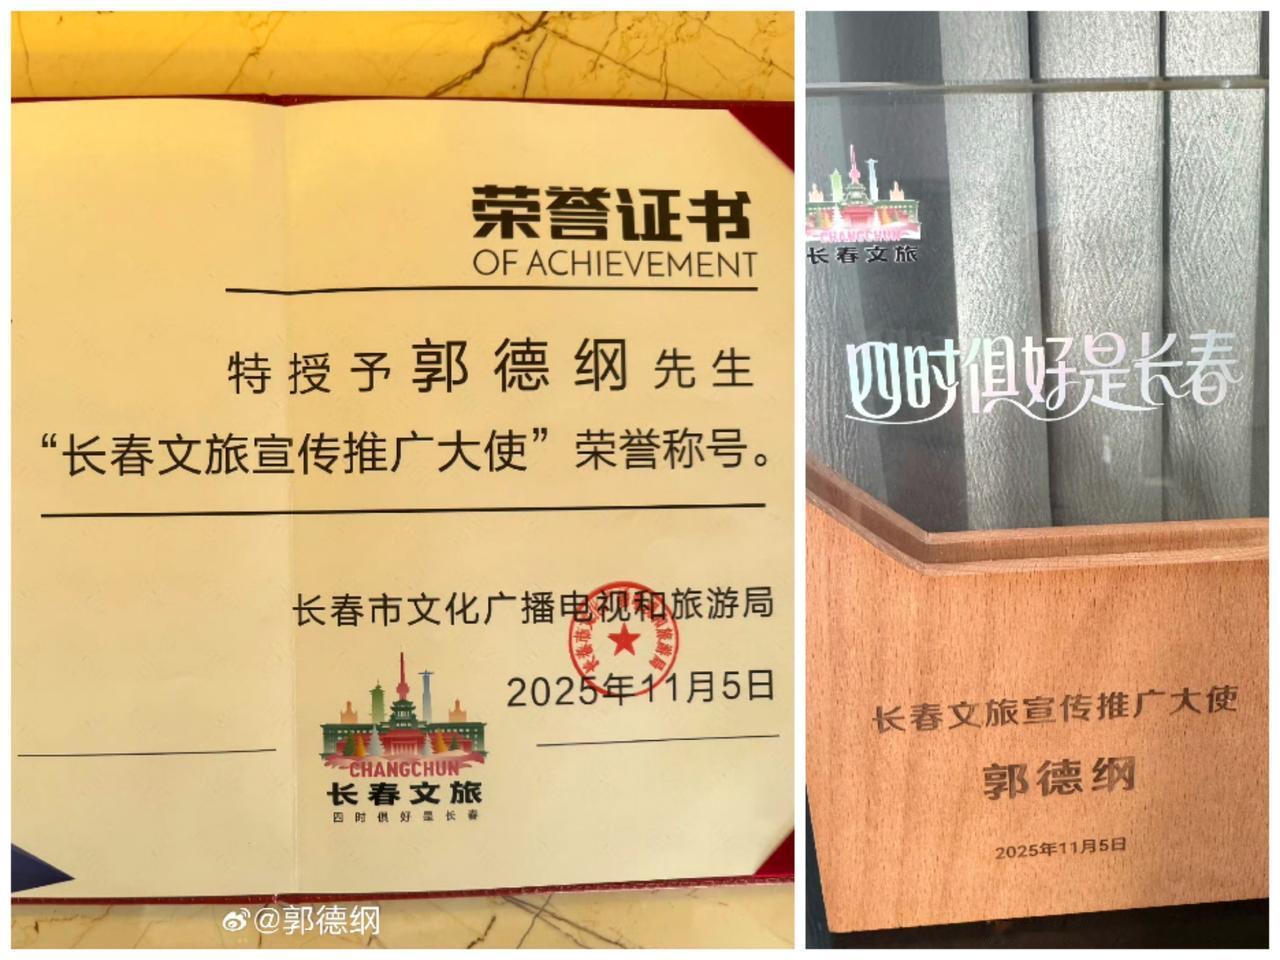 荣誉证书
OF ACHIEVEMENT
特授予郭德纲先生
“长春文旅宣传推广大使”荣誉称号。
长春市文化广播电视和旅游局
2025年11月5日
CHANGCHUN
长春文旅
四时俱好是长春
@郭德纲
CHANGCHUN
长春文旅
四时俱好是长春
长春文旅宣传推广大使
郭德纲
2025年11月5日